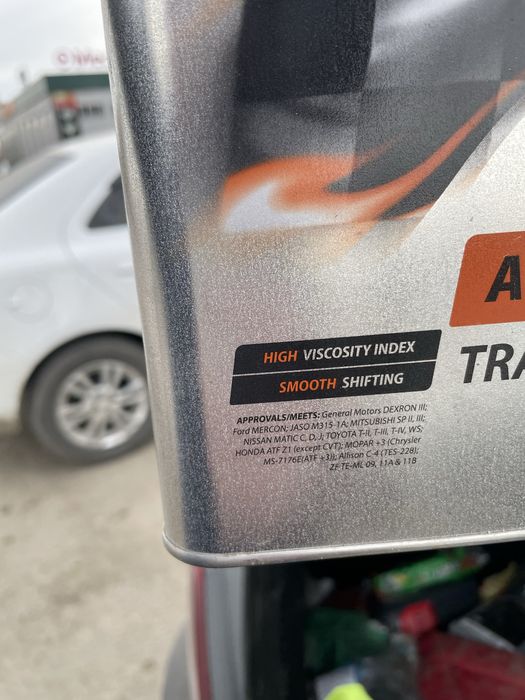 A
HIGH VISCOSITY INDEX
TRA
SMOOTH SHIFTING
APPROVALS/MEETS: General Motors DEXRON III;
Ford MERCON; JASO M315-1A; MITSUBISHI SP II, III;
NISSAN MATIC C, D, J; TOYOTA T-II, T-III, T-IV, WS;
HONDA ATF Z1 (except CVT); MOPAR +3 (Chrysler
MS-7176E(ATF +3)); Allison C-4 (TES-228);
ZF TE-ML 09, 11A & 11B